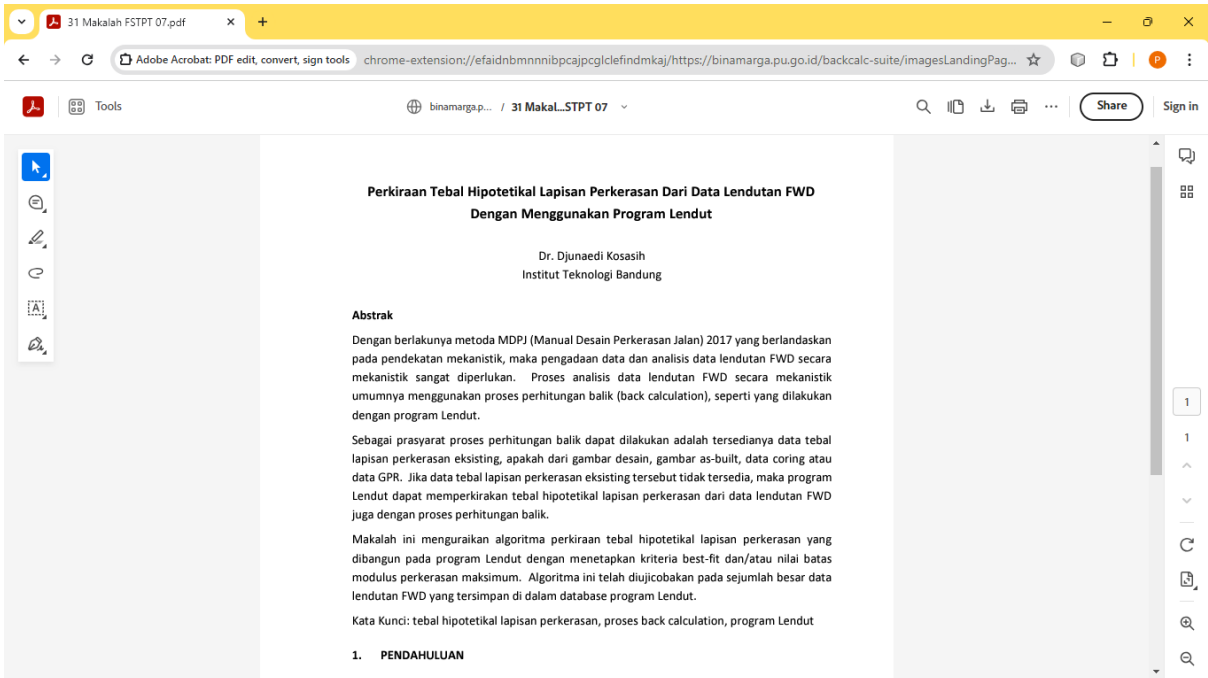 31 Makalah FSTPT 07.pdf
Adobe Acrobat: PDF edit, convert, sign tools chrome-extension://efaidnbmnnnibpcajpcglclefindmkaj/https://binamarga.pu.go.id/backcalc-suite/imagesLandingPag...
P
Tools
binamarga.p... / 31 Makal...STPT 07
Share
Sign in
Perkiraan Tebal Hipotetikal Lapisan Perkerasan Dari Data Lendutan FWD
Dengan Menggunakan Program Lendut
Dr. Djunaedi Kosasih
Institut Teknologi Bandung
Abstrak
Dengan berlakunya metoda MDPJ (Manual Desain Perkerasan Jalan) 2017 yang berlandaskan
pada pendekatan mekanistik, maka pengadaan data dan analisis data lendutan FWD secara
mekanistik sangat diperlukan. Proses analisis data lendutan FWD secara mekanistik
umumnya menggunakan proses perhitungan balik (back calculation), seperti yang dilakukan
dengan program Lendut.
Sebagai prasyarat proses perhitungan balik dapat dilakukan adalah tersedianya data tebal
lapisan perkerasan eksisting, apakah dari gambar desain, gambar as-built, data coring atau
data GPR. Jika data tebal lapisan perkerasan eksisting tersebut tidak tersedia, maka program
Lendut dapat memperkirakan tebal hipotetikal lapisan perkerasan dari data lendutan FWD
juga dengan proses perhitungan balik.
Makalah ini menguraikan algoritma perkiraan tebal hipotetikal lapisan perkerasan yang
dibangun pada program Lendut dengan menetapkan kriteria best-fit dan/atau nilai batas
modulus perkerasan maksimum. Algoritma ini telah diujicobakan pada sejumlah besar data
lendutan FWD yang tersimpan di dalam database program Lendut.
Kata Kunci: tebal hipotetikal lapisan perkerasan, proses back calculation, program Lendut
1. PENDAHULUAN
1
1